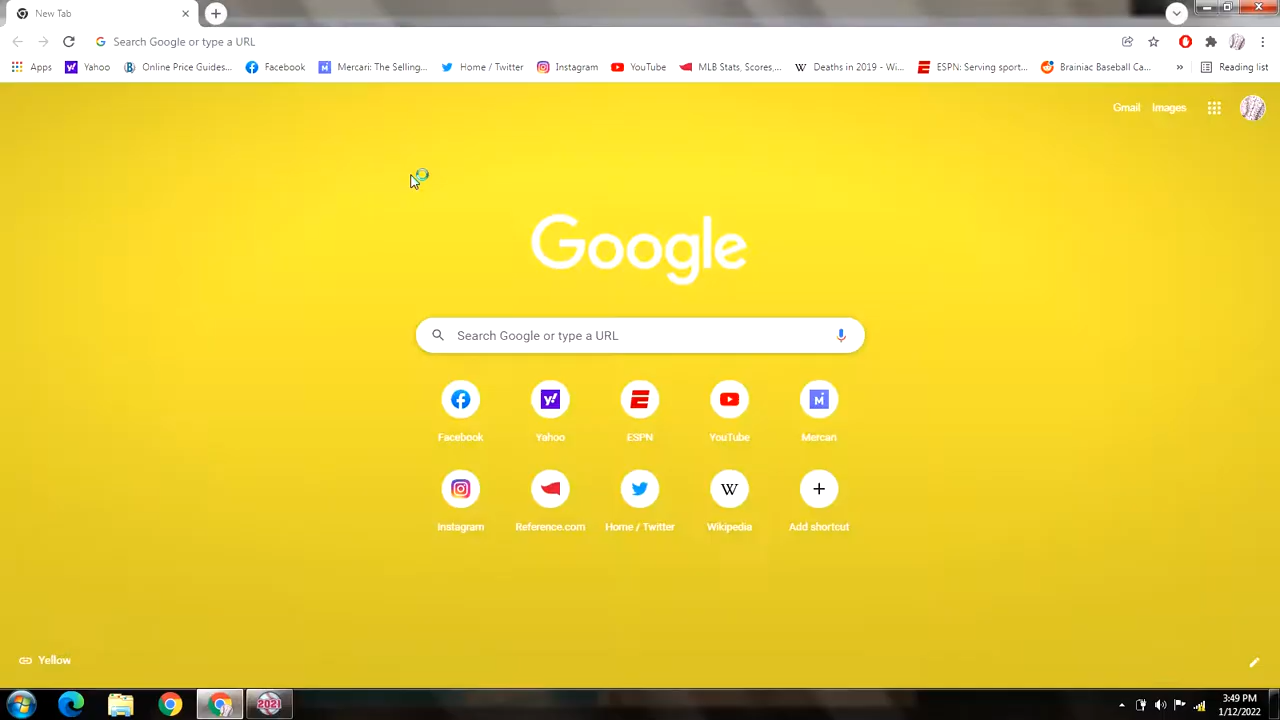 New Tab
Search Google or type a URL
Apps Yahoo Online Price Guides... Facebook Mercari: The Selling... Home / Twitter Instagram YouTube MLB Stats, Scores,... Deaths in 2019 - Wi... ESPN: Serving sport... Brainiac Baseball Ca... » Reading list
Gmail Images
Google
Search Google or type a URL
Facebook Yahoo ESPN YouTube Mercari
Instagram Reference.com Home / Twitter Wikipedia Add shortcut
Yellow
2021
3:49 PM
1/12/2022